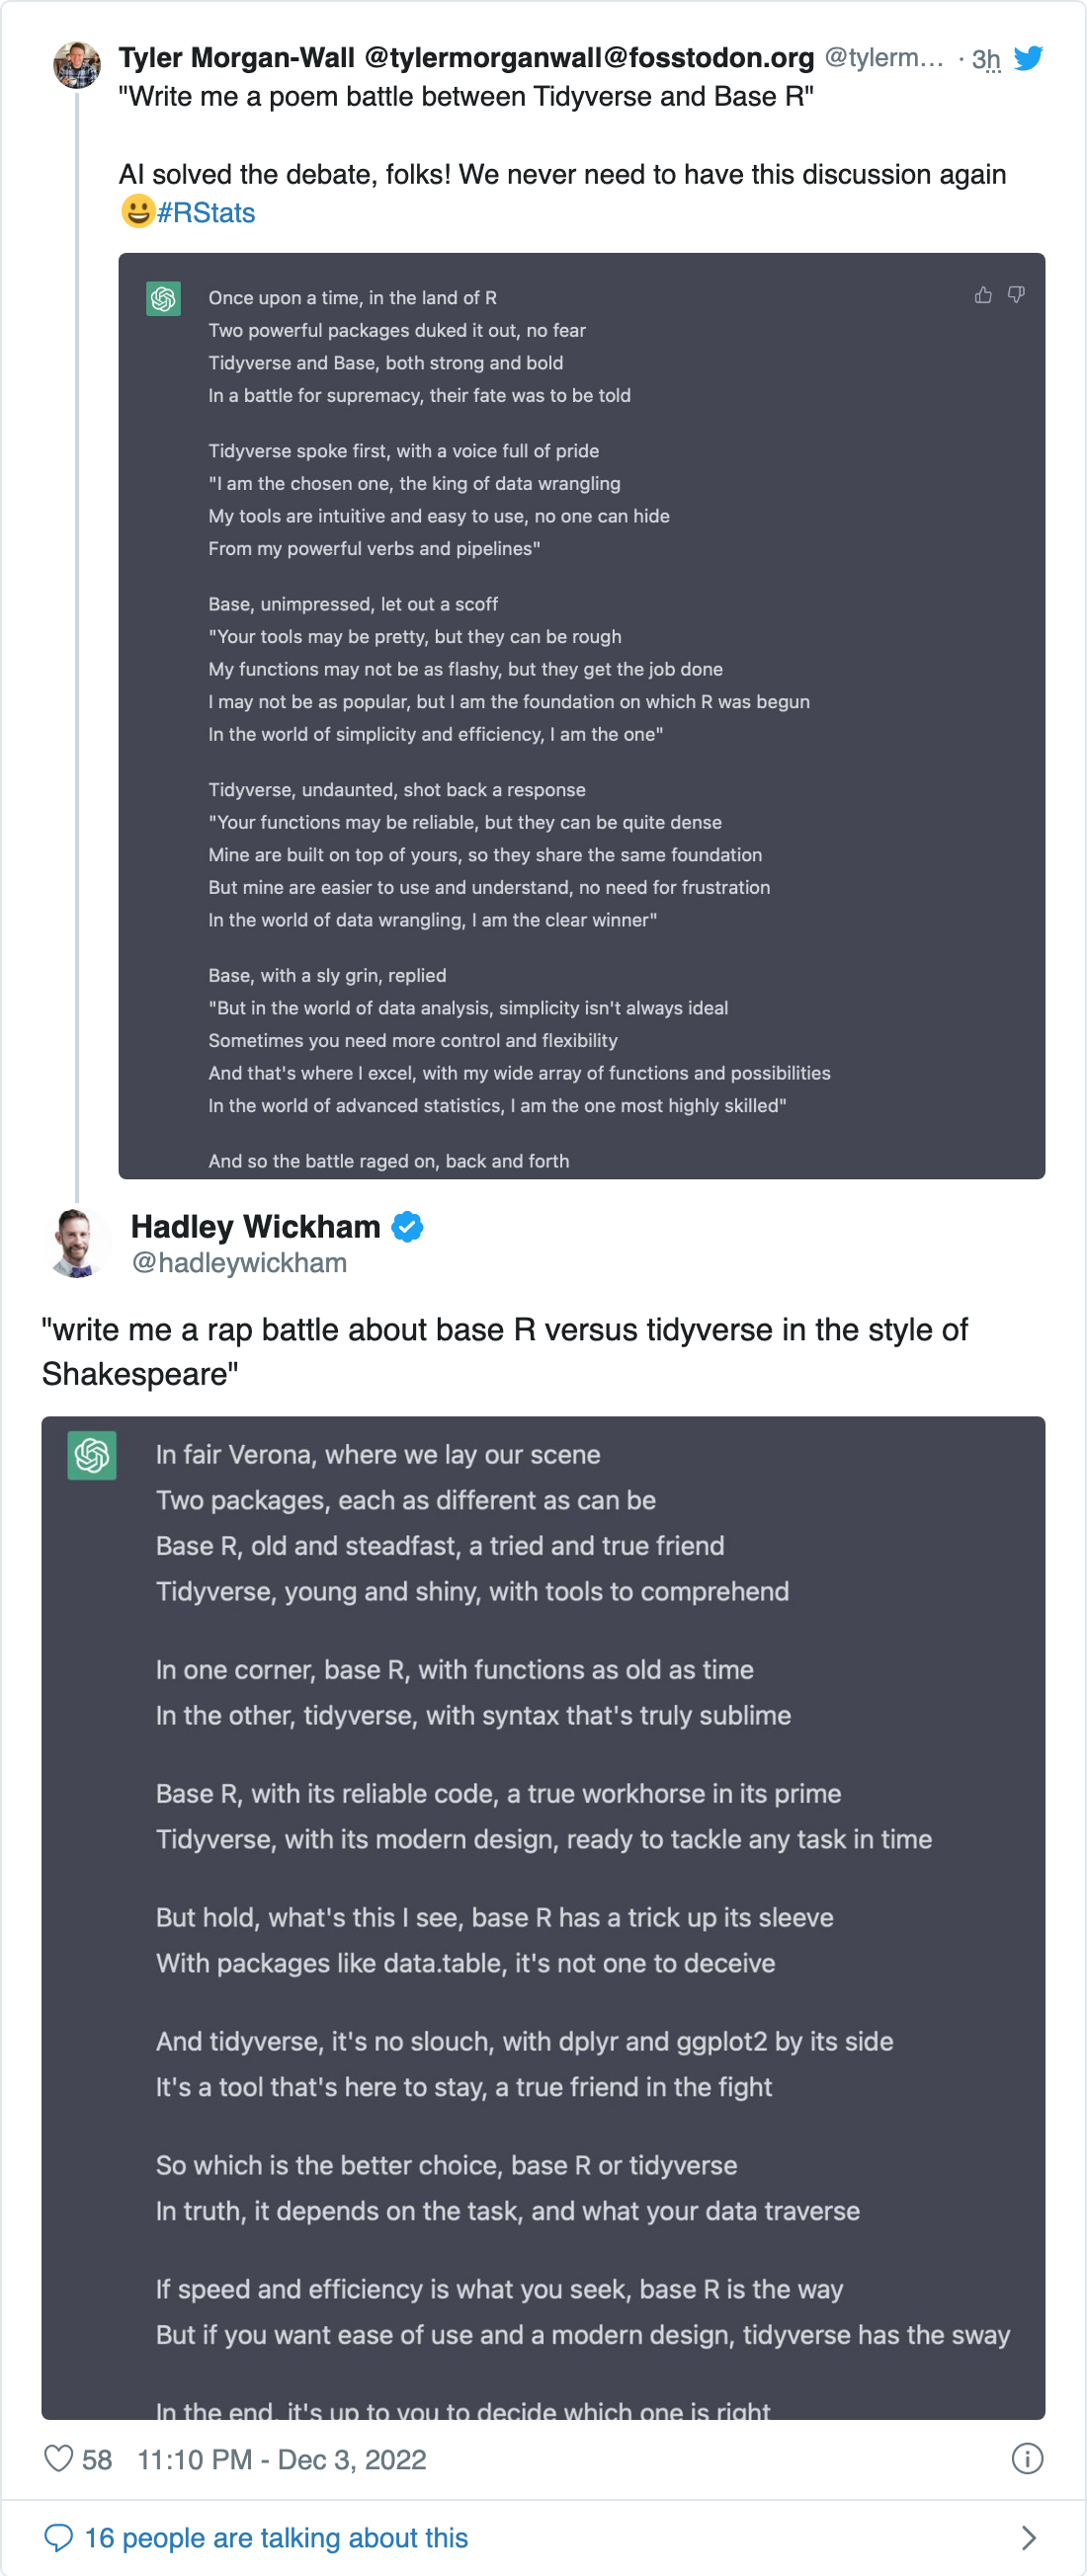 Tyler Morgan-Wall @tylermorganwall@fosstodon.org @tylerm... · 3h
"Write me a poem battle between Tidyverse and Base R"
AI solved the debate, folks! We never need to have this discussion again
😀#RStats
Once upon a time, in the land of R
Two powerful packages duked it out, no fear
Tidyverse and Base, both strong and bold
In a battle for supremacy, their fate was to be told
Tidyverse spoke first, with a voice full of pride
"I am the chosen one, the king of data wrangling
My tools are intuitive and easy to use, no one can hide
From my powerful verbs and pipelines"
Base, unimpressed, let out a scoff
"Your tools may be pretty, but they can be rough
My functions may not be as flashy, but they get the job done
I may not be as popular, but I am the foundation on which R was begun
In the world of simplicity and efficiency, I am the one"
Tidyverse, undaunted, shot back a response
"Your functions may be reliable, but they can be quite dense
Mine are built on top of yours, so they share the same foundation
But mine are easier to use and understand, no need for frustration
In the world of data wrangling, I am the clear winner"
Base, with a sly grin, replied
"But in the world of data analysis, simplicity isn't always ideal
Sometimes you need more control and flexibility
And that's where I excel, with my wide array of functions and possibilities
In the world of advanced statistics, I am the one most highly skilled"
And so the battle raged on, back and forth
Hadley Wickham
@hadleywickham
"write me a rap battle about base R versus tidyverse in the style of
Shakespeare"
In fair Verona, where we lay our scene
Two packages, each as different as can be
Base R, old and steadfast, a tried and true friend
Tidyverse, young and shiny, with tools to comprehend
In one corner, base R, with functions as old as time
In the other, tidyverse, with syntax that's truly sublime
Base R, with its reliable code, a true workhorse in its prime
Tidyverse, with its modern design, ready to tackle any task in time
But hold, what's this I see, base R has a trick up its sleeve
With packages like data.table, it's not one to deceive
And tidyverse, it's no slouch, with dplyr and ggplot2 by its side
It's a tool that's here to stay, a true friend in the fight
So which is the better choice, base R or tidyverse
In truth, it depends on the task, and what your data traverse
If speed and efficiency is what you seek, base R is the way
But if you want ease of use and a modern design, tidyverse has the sway
In the end, it's up to you to decide which one is right
58 11:10 PM - Dec 3, 2022
16 people are talking about this